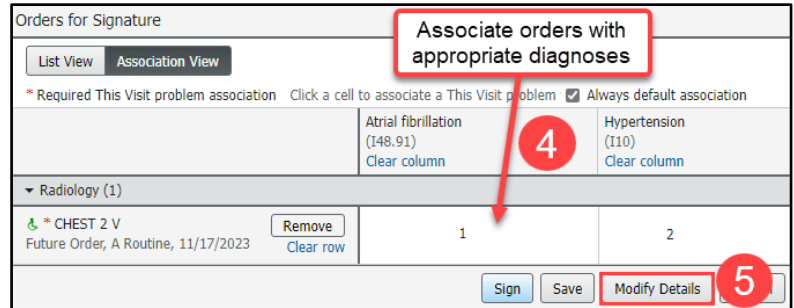 Orders for Signature
Associate orders with
appropriate diagnoses
List View Association View
* Required This Visit problem association Click a cell to associate a This Visit problem Always default association
Atrial fibrillation
(I48.91)
Clear column
4
Hypertension
(I10)
Clear column
Radiology (1)
* CHEST 2 V
Future Order, A Routine, 11/17/2023
Remove
Clear row
1 2
Sign Save Modify Details 5